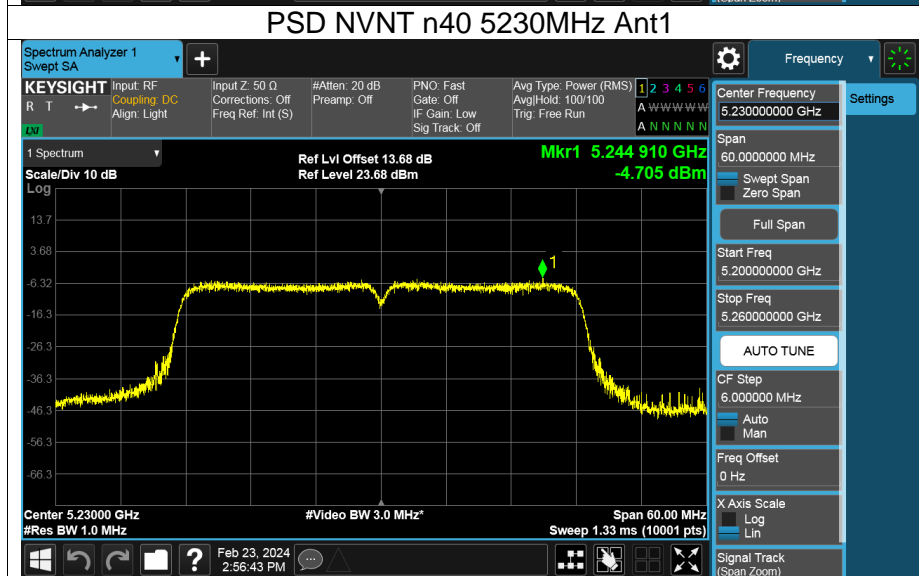 (Span Zoom)
PSD NVNT n40 5230MHz Ant1
Spectrum Analyzer 1
Swept SA
Frequency
KEYSIGHT
R T
LXI
Input: RF
Coupling: DC
Align: Light
Input Z: 50 Ω
Corrections: Off
Freq Ref: Int (S)
#Atten: 20 dB
Preamp: Off
PNO: Fast
Gate: Off
IF Gain: Low
Sig Track: Off
Avg Type: Power (RMS)
Avg|Hold: 100/100
Trig: Free Run
1 2 3 4 5 6
A W W W W W
A N N N N N
Center Frequency
5.230000000 GHz
Settings
Span
60.0000000 MHz
Swept Span
Zero Span
Full Span
Start Freq
5.200000000 GHz
Stop Freq
5.260000000 GHz
AUTO TUNE
CF Step
6.000000 MHz
Auto
Man
Freq Offset
0 Hz
X Axis Scale
Log
Lin
Signal Track
(Span Zoom)
1 Spectrum
Scale/Div 10 dB
Ref Lvl Offset 13.68 dB
Ref Level 23.68 dBm
Mkr1 5.244 910 GHz
-4.705 dBm
Log
13.7
3.68
-6.32
-16.3
-26.3
-36.3
-46.3
-56.3
-66.3
1
Center 5.23000 GHz
#Video BW 3.0 MHz*
Span 60.00 MHz
#Res BW 1.0 MHz
Sweep 1.33 ms (10001 pts)
?
Feb 23, 2024
2:56:43 PM